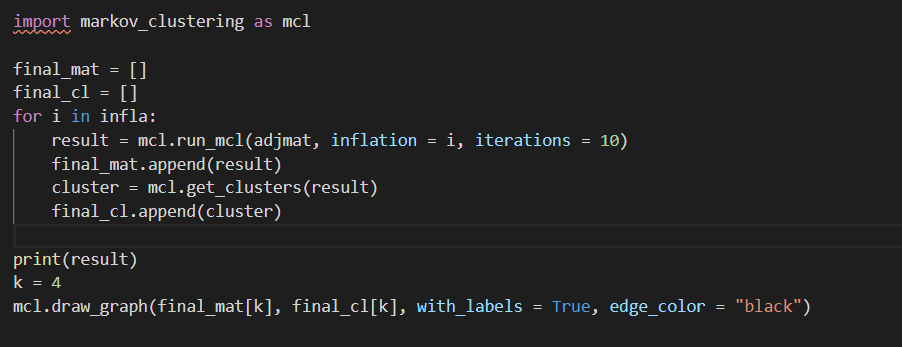 import markov_clustering as mcl
final_mat = []
final_cl = []
for i in infla:
    result = mcl.run_mcl(adjmat, inflation = i, iterations = 10)
    final_mat.append(result)
    cluster = mcl.get_clusters(result)
    final_cl.append(cluster)
print(result)
k = 4
mcl.draw_graph(final_mat[k], final_cl[k], with_labels = True, edge_color = "black")